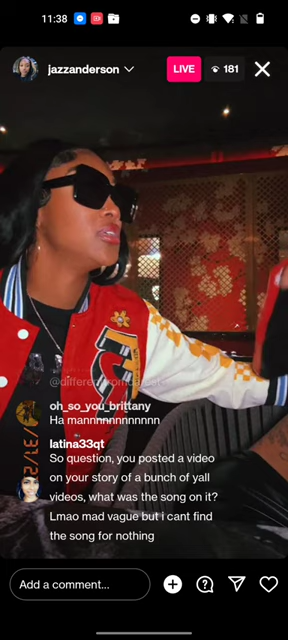 11:38
jazzanderson
LIVE
181
oh_so_you_brittany
Ha mannnnnnnnnnnn
latina33qt
So question, you posted a video
on your story of a bunch of yall
videos, what was the song on it?
Lmao mad vague but i cant find
the song for nothing
Add a comment...